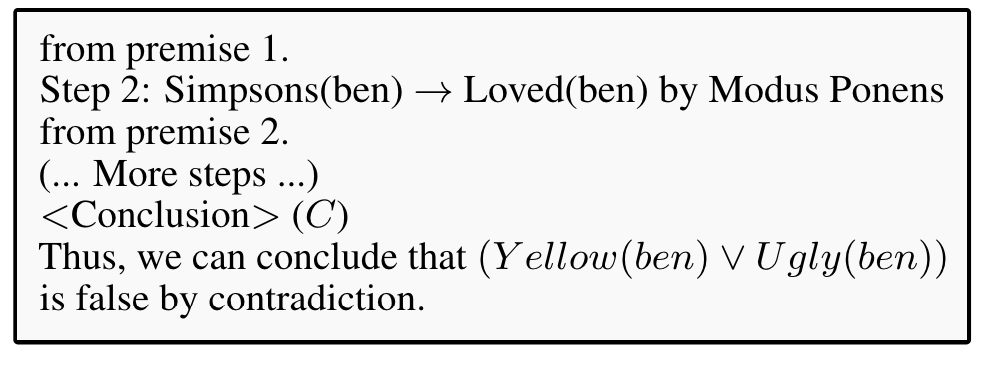 from premise 1.
Step 2: Simpsons(ben) → Loved(ben) by Modus Ponens
from premise 2.
(... More steps ...)
<Conclusion> (C)
Thus, we can conclude that (Yellow(ben) ∨ Ugly(ben))
is false by contradiction.